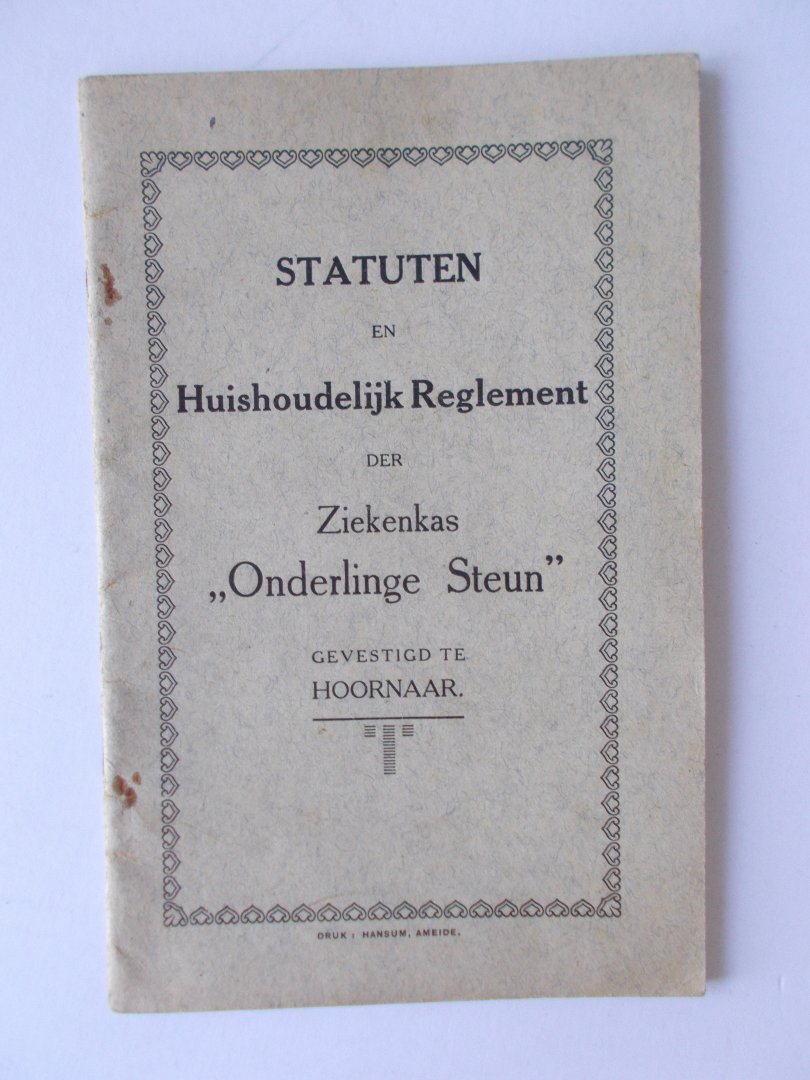 STATUTEN
EN
Huishoudelijk Reglement
DER
Ziekenkas
„Onderlinge Steun”
GEVESTIGD TE
HOORNAAR.
DRUK : HANSUM, AMEIDE.